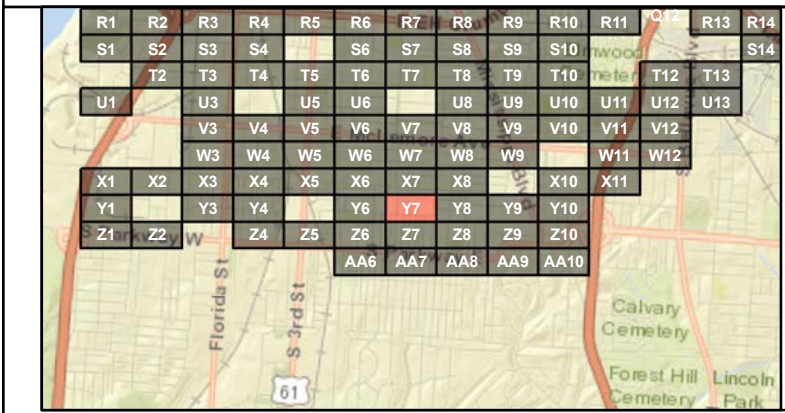 Q12
R1 R2 R3 R4 R5 R6 R7 R8 R9 R10 R11 R13 R14
S1 S2 S3 S4 S6 S7 S8 S9 S10 S14
T2 T3 T4 T5 T6 T7 T8 T9 T10 T12 T13
U1 U3 U5 U6 U8 U9 U10 U11 U12 U13
V3 V4 V5 V6 V7 V8 V9 V10 V11 V12
E McLemore Ave
W3 W4 W5 W6 W7 W8 W9 W11 W12
X1 X2 X3 X4 X5 X6 X7 X8 X10 X11
Y1 Y3 Y4 Y6 Y7 Y8 Y9 Y10
Z1 Z2 Z4 Z5 Z6 Z7 Z8 Z9 Z10
S Parkway W
AA6 AA7 AA8 AA9 AA10
Florida St
S 3rd St
61
Calvary
Cemetery
Forest Hill
Cemetery
Lincoln
Park